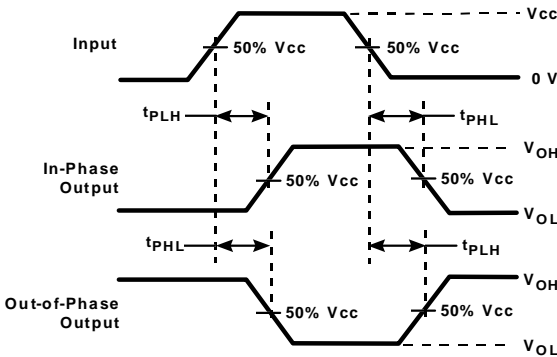 Vcc
Input
50% Vcc
50% Vcc
0 V
tPLH
tPHL
VOH
In-Phase
Output
50% Vcc
50% Vcc
VOL
tPHL
tPLH
VOH
Out-of-Phase
Output
50% Vcc
50% Vcc
VOL